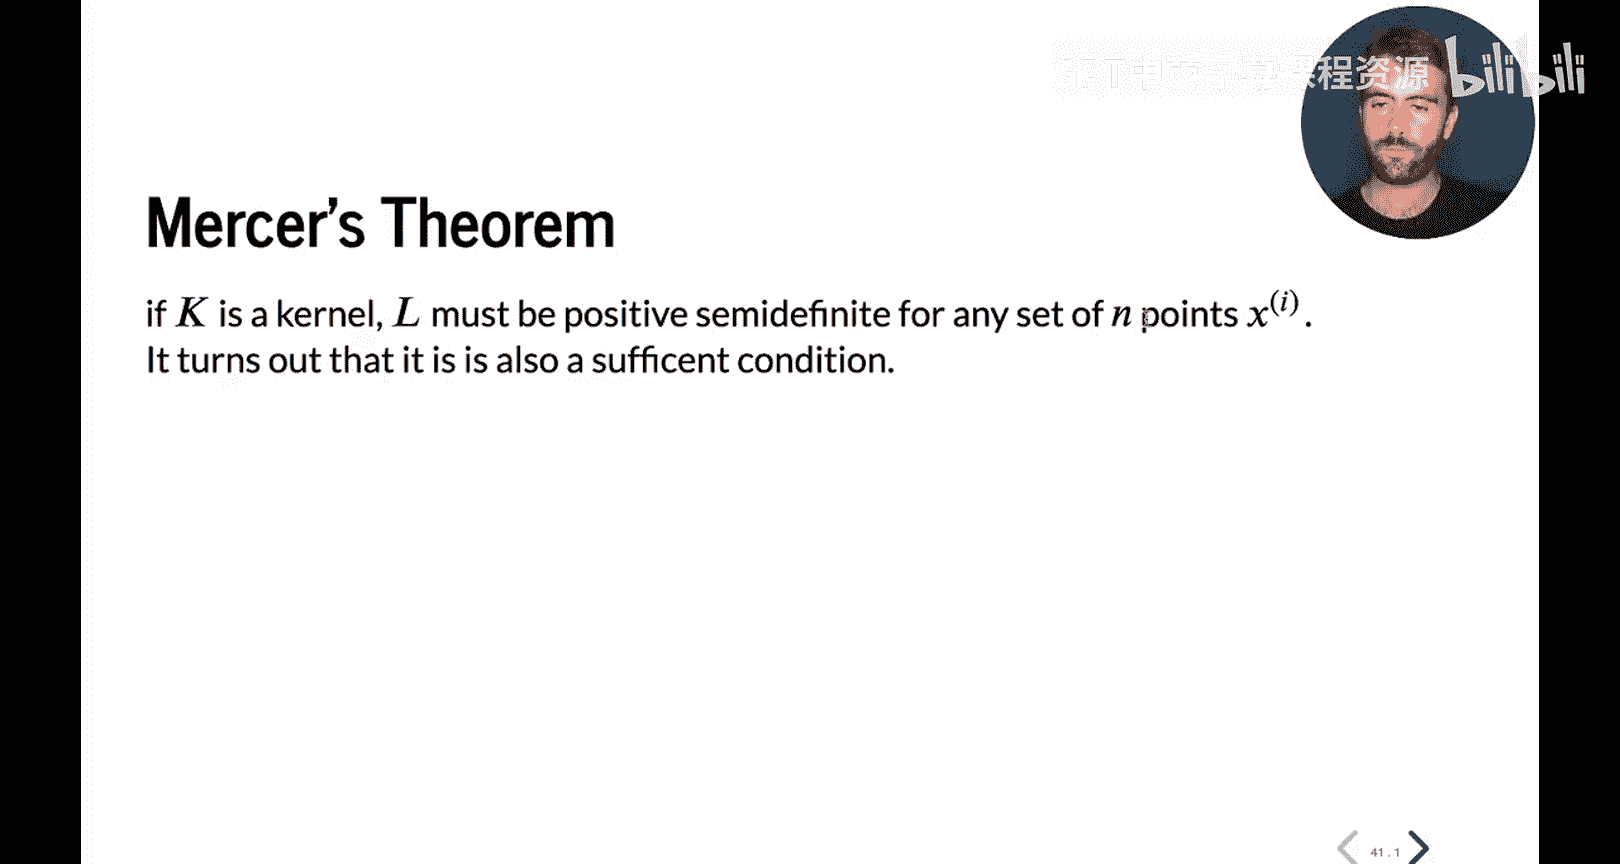 课程资源 bilibili
Mercer's Theorem
if K is a kernel, L must be positive semidefinite for any set of n points x⁽ⁱ⁾.
It turns out that it is is also a sufficent condition.
41.1